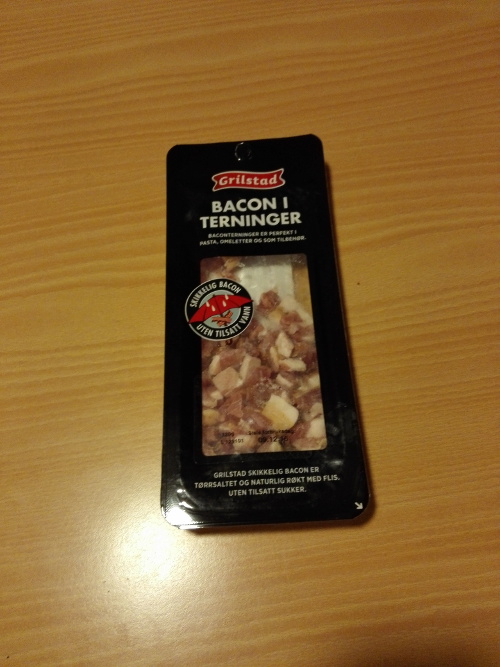 Grilstad
BACON I
TERNINGER
BACONTERNINGER ER PERFEKT I
PASTA, OMELETTER OG SOM TILBEHØR.
SKIKKELIG BACON
UTEN TILSATT VANN
GRILSTAD SKIKKELIG BACON ER
TØRRSALTET OG NATURLIG RØKT MED FLIS.
UTEN TILSATT SUKKER.